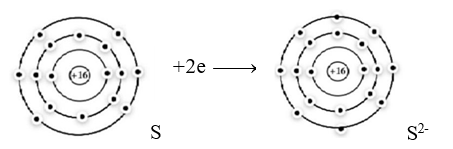 +16 +2e ⟶ +16
S S²⁻